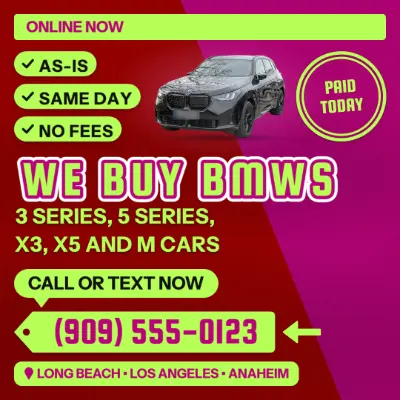 ONLINE NOW
AS-IS
SAME DAY
NO FEES
PAID
TODAY
WE BUY BMWS
3 SERIES, 5 SERIES,
X3, X5 AND M CARS
CALL OR TEXT NOW
(909) 555-0123
LONG BEACH • LOS ANGELES • ANAHEIM